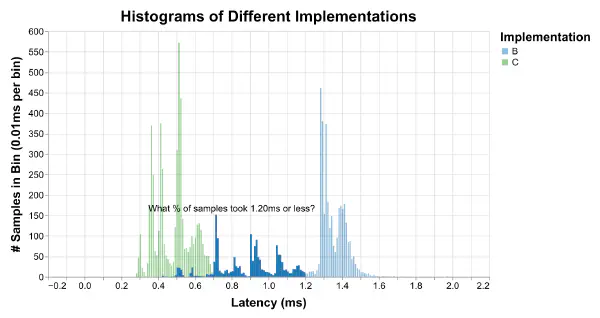 Histograms of Different Implementations
Implementation
B
C
# Samples in Bin (0.01ms per bin)
600
550
500
450
400
350
300
250
200
150
100
50
0
What % of samples took 1.20ms or less?
−0.2 0.0 0.2 0.4 0.6 0.8 1.0 1.2 1.4 1.6 1.8 2.0 2.2
Latency (ms)